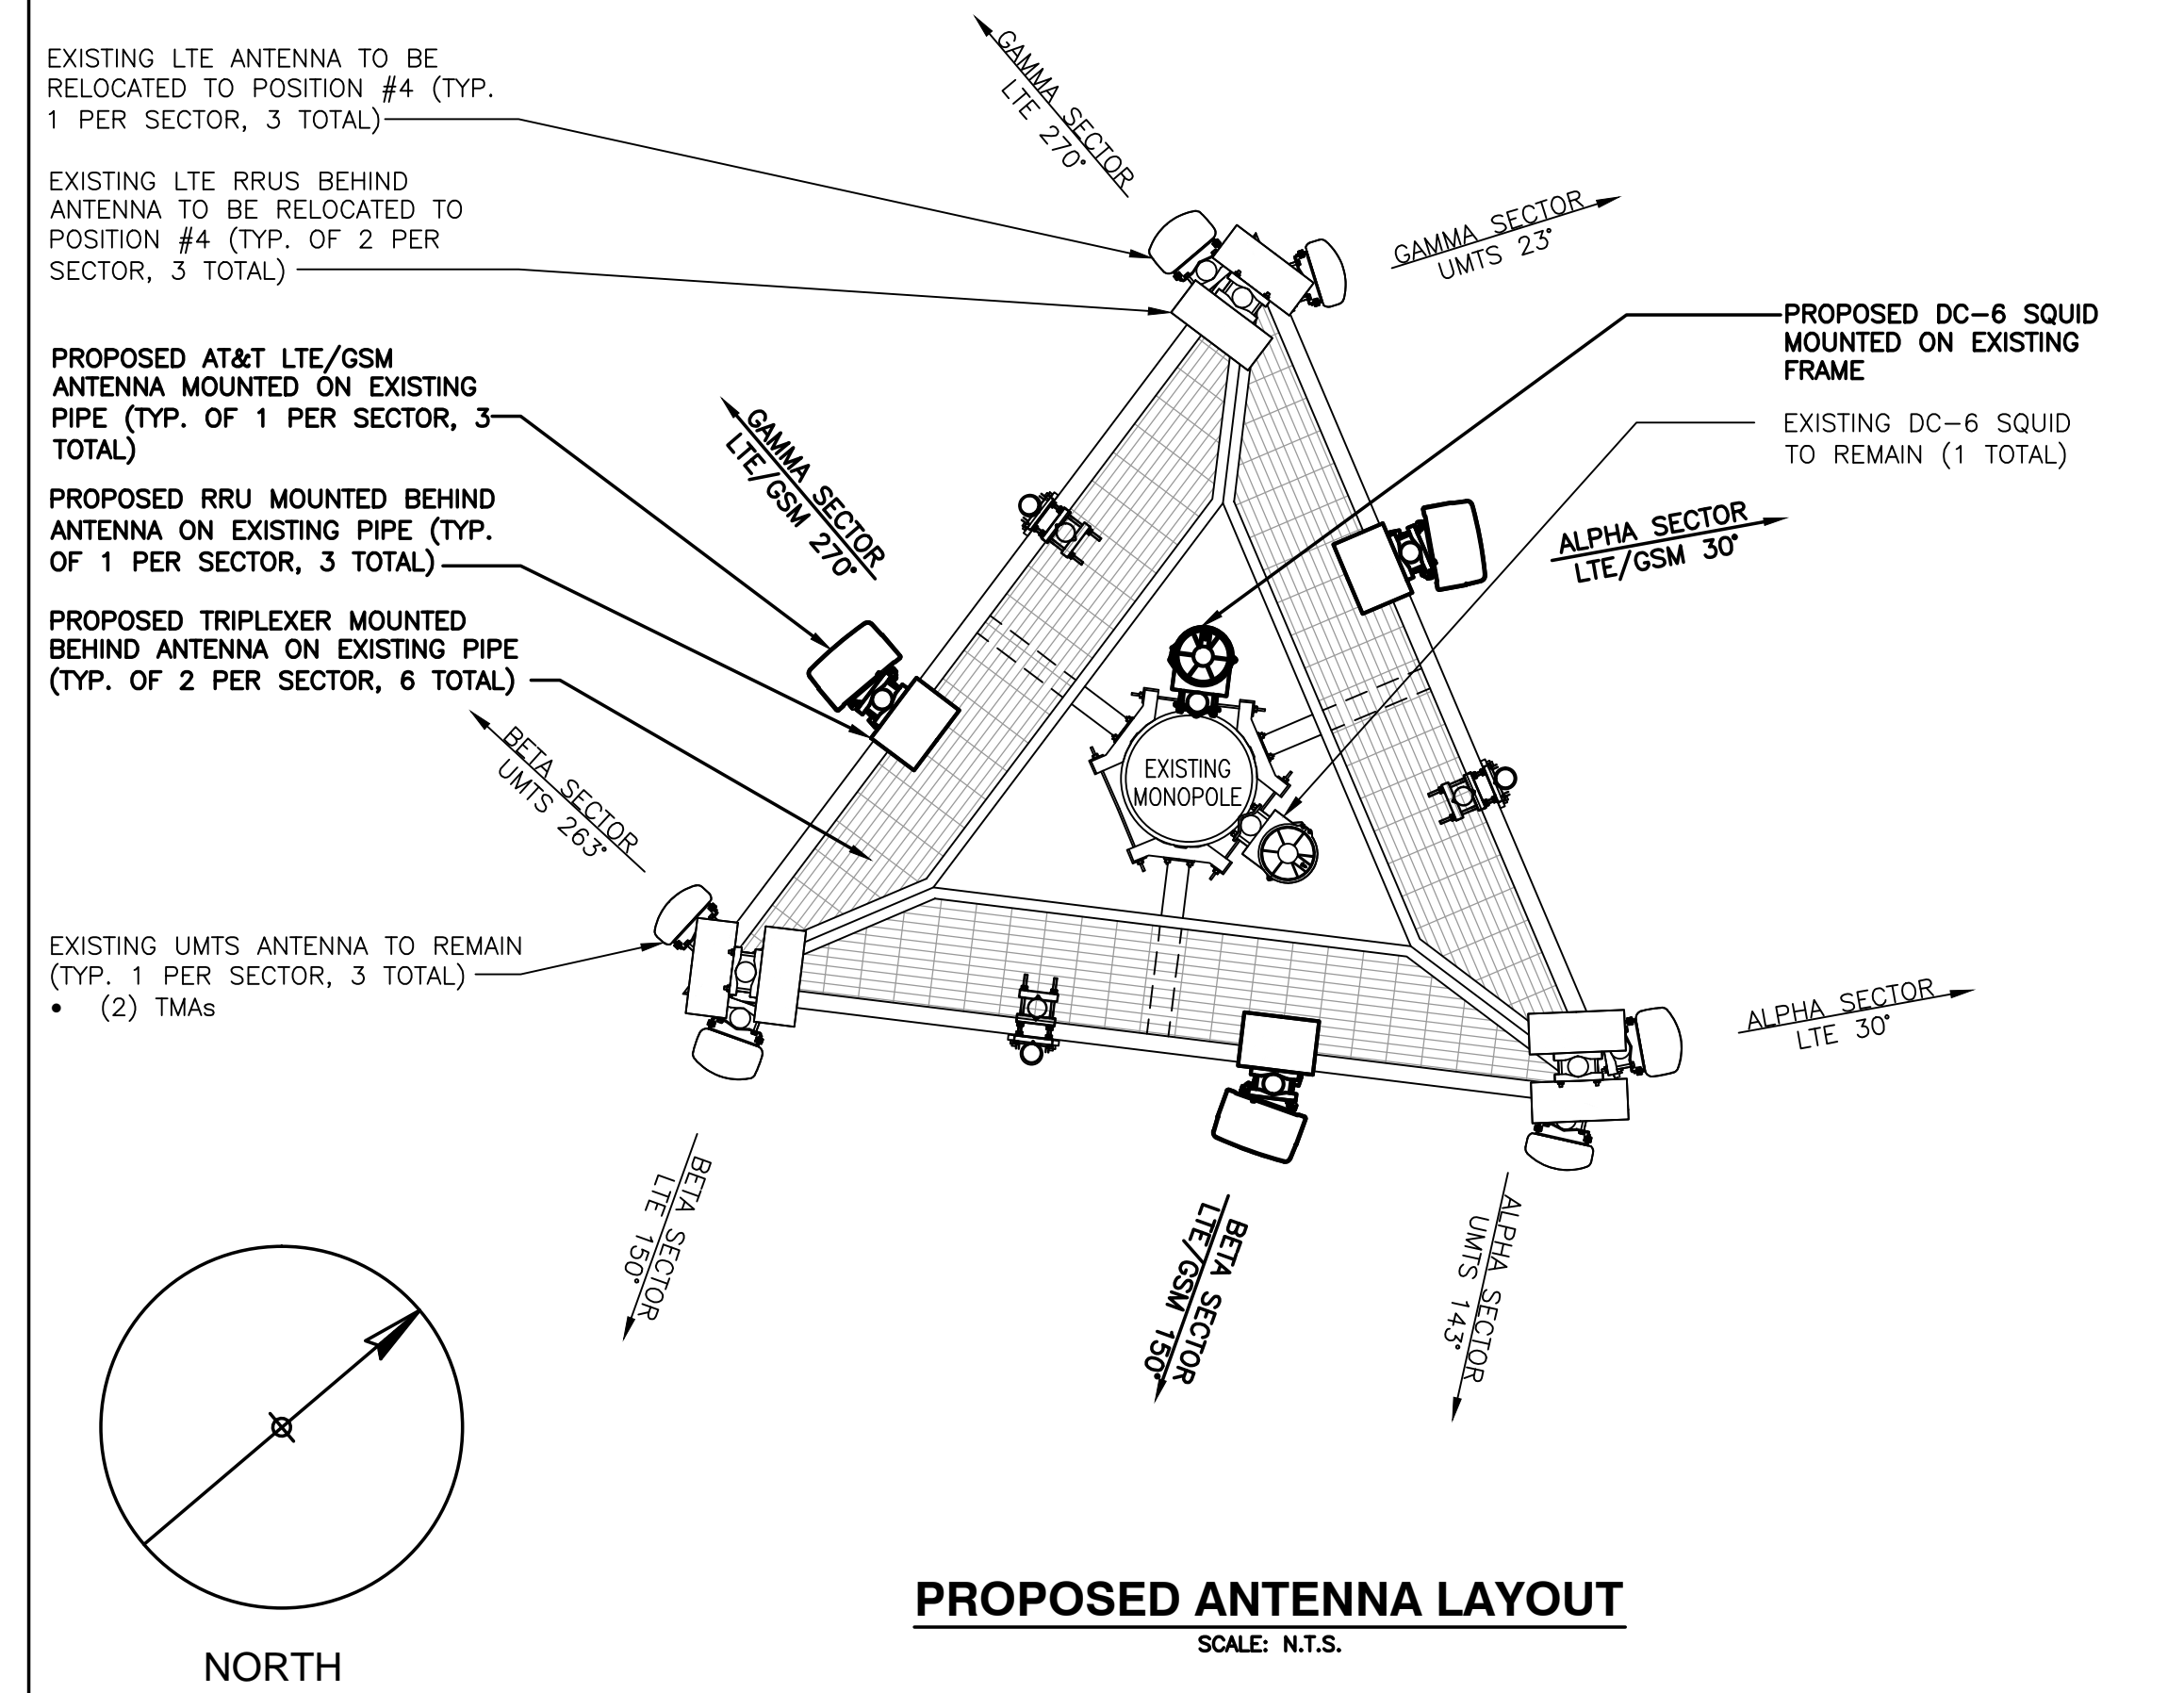 EXISTING LTE ANTENNA TO BE
RELOCATED TO POSITION #4 (TYP.
1 PER SECTOR, 3 TOTAL)
EXISTING LTE RRUS BEHIND
ANTENNA TO BE RELOCATED TO
POSITION #4 (TYP. OF 2 PER
SECTOR, 3 TOTAL)
PROPOSED AT&T LTE/GSM
ANTENNA MOUNTED ON EXISTING
PIPE (TYP. OF 1 PER SECTOR, 3
TOTAL)
PROPOSED RRU MOUNTED BEHIND
ANTENNA ON EXISTING PIPE (TYP.
OF 1 PER SECTOR, 3 TOTAL)
PROPOSED TRIPLEXER MOUNTED
BEHIND ANTENNA ON EXISTING PIPE
(TYP. OF 2 PER SECTOR, 6 TOTAL)
EXISTING UMTS ANTENNA TO REMAIN
(TYP. 1 PER SECTOR, 3 TOTAL)
• (2) TMAs
GAMMA SECTOR
LTE 270°
GAMMA SECTOR
UMTS 23°
PROPOSED DC-6 SQUID
MOUNTED ON EXISTING
FRAME
EXISTING DC-6 SQUID
TO REMAIN (1 TOTAL)
GAMMA SECTOR
LTE/GSM 270°
ALPHA SECTOR
LTE/GSM 30°
BETA SECTOR
UMTS 263°
EXISTING
MONOPOLE
ALPHA SECTOR
LTE 30°
BETA SECTOR
LTE 150°
BETA SECTOR
LTE/GSM 150°
ALPHA SECTOR
UMTS 143°
NORTH
PROPOSED ANTENNA LAYOUT
SCALE: N.T.S.